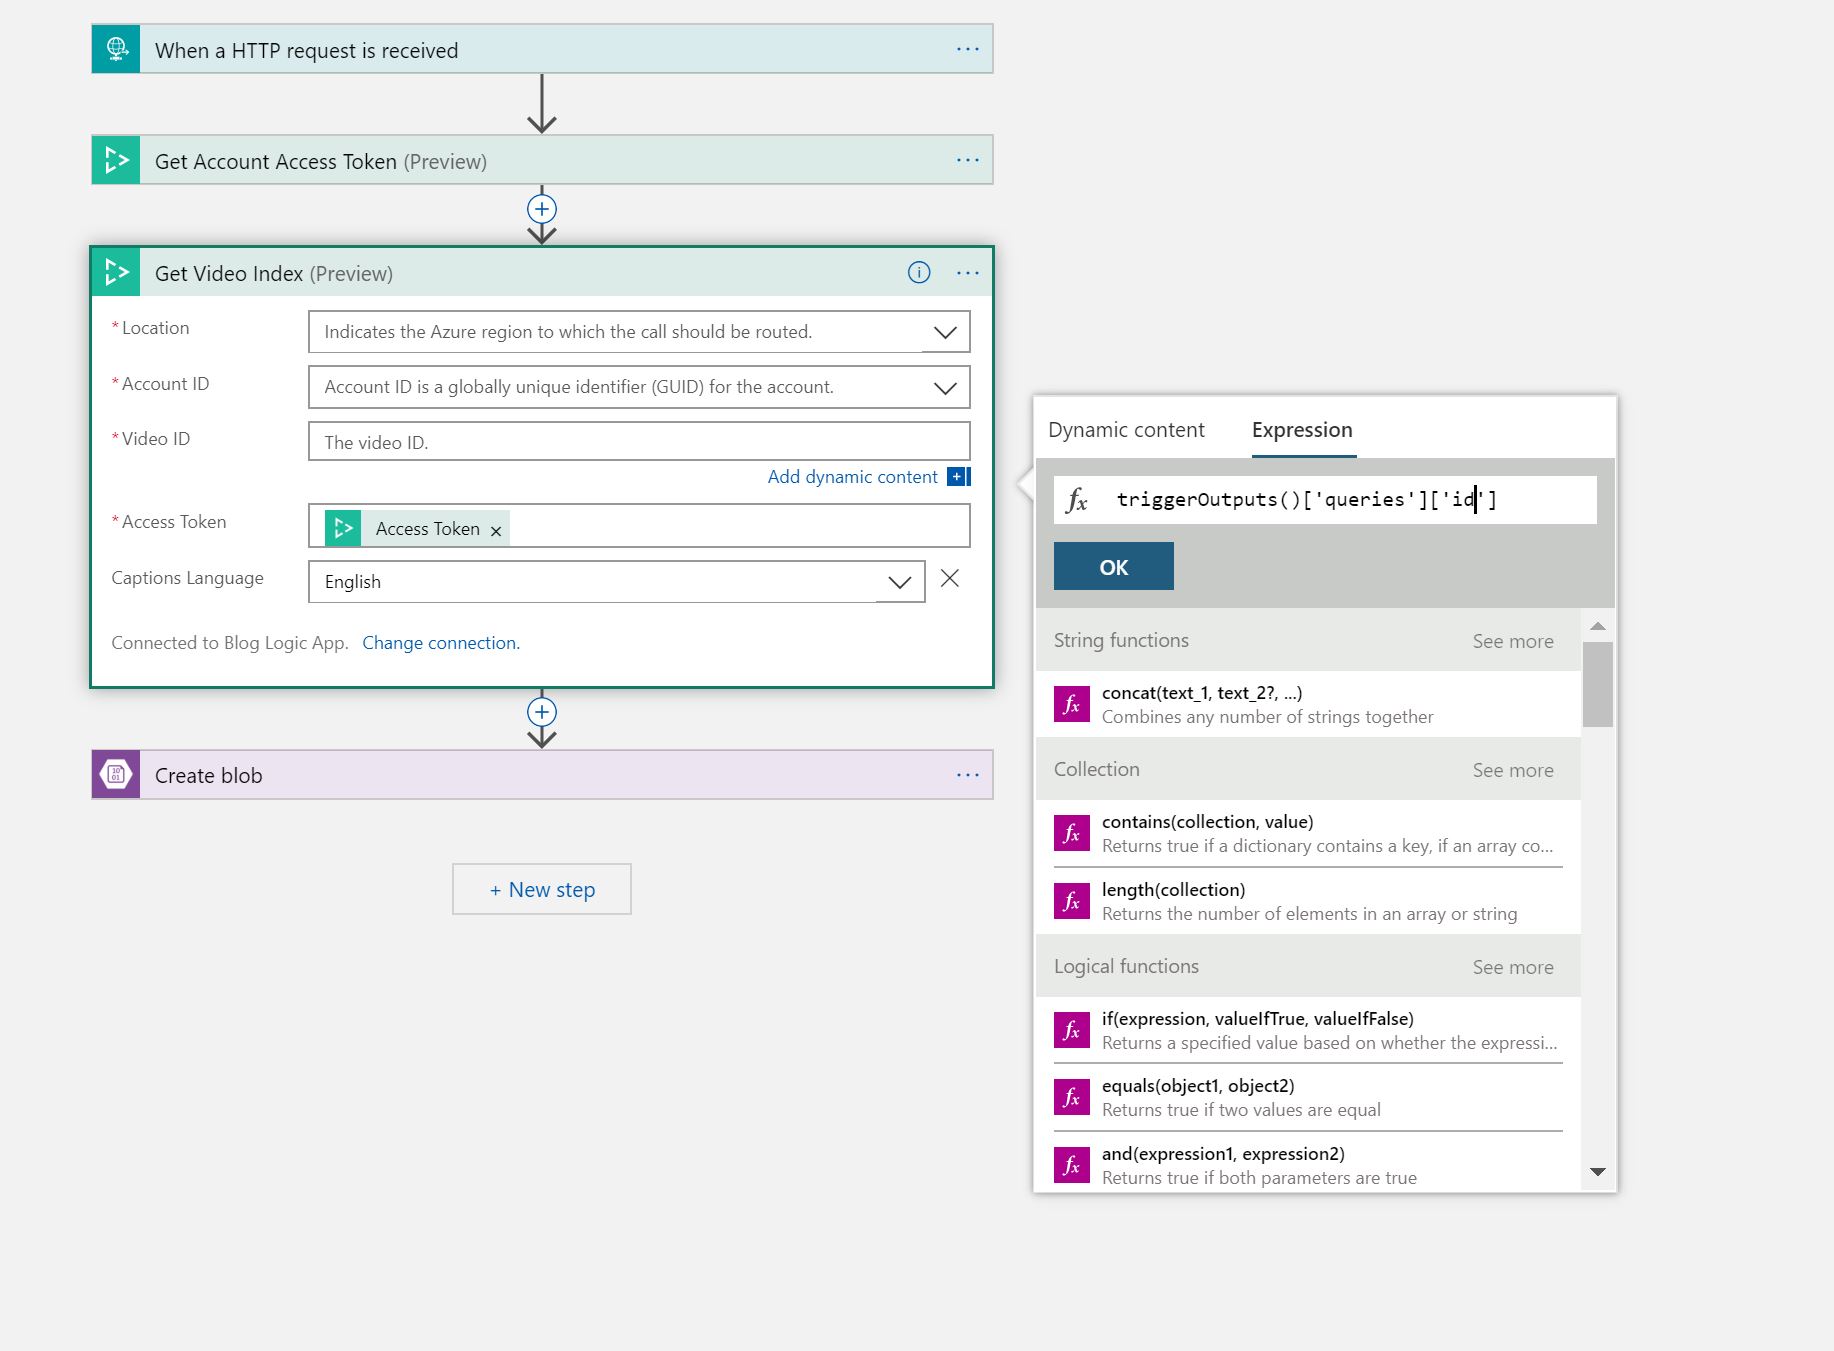 When a HTTP request is received
Get Account Access Token (Preview)
Get Video Index (Preview)
* Location
Indicates the Azure region to which the call should be routed.
* Account ID
Account ID is a globally unique identifier (GUID) for the account.
* Video ID
The video ID.
Add dynamic content
* Access Token
Access Token ×
Captions Language
English
Connected to Blog Logic App. Change connection.
Create blob
+ New step
Dynamic content Expression
fx triggerOutputs()['queries']['id']
OK
String functions See more
fx concat(text_1, text_2?, ...)
Combines any number of strings together
Collection See more
fx contains(collection, value)
Returns true if a dictionary contains a key, if an array co...
fx length(collection)
Returns the number of elements in an array or string
Logical functions See more
fx if(expression, valueIfTrue, valueIfFalse)
Returns a specified value based on whether the expressi...
fx equals(object1, object2)
Returns true if two values are equal
fx and(expression1, expression2)
Returns true if both parameters are true